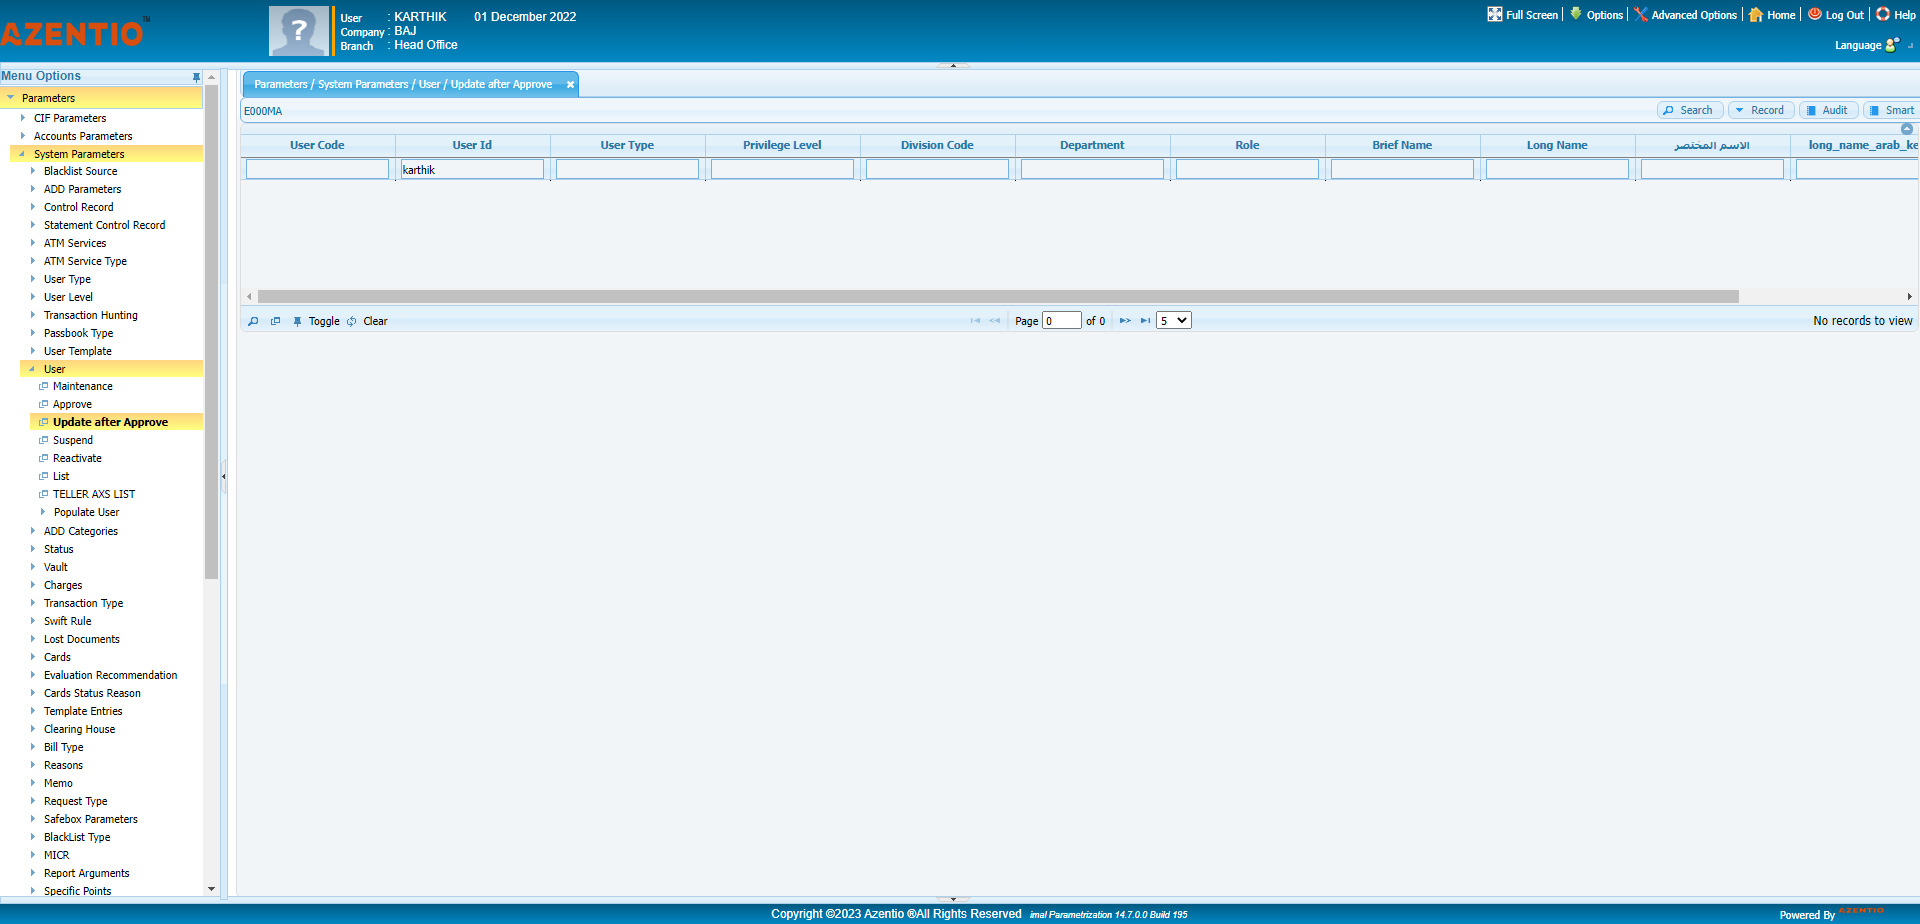 AZENTIO™
User : KARTHIK 01 December 2022
Company : BAJ
Branch : Head Office
Full Screen Options Advanced Options Home Log Out Help
Language
Menu Options
Parameters
CIF Parameters
Accounts Parameters
System Parameters
Blacklist Source
ADD Parameters
Control Record
Statement Control Record
ATM Services
ATM Service Type
User Type
User Level
Transaction Hunting
Passbook Type
User Template
User
Maintenance
Approve
Update after Approve
Suspend
Reactivate
List
TELLER AXS LIST
Populate User
ADD Categories
Status
Vault
Charges
Transaction Type
Swift Rule
Lost Documents
Cards
Evaluation Recommendation
Cards Status Reason
Template Entries
Clearing House
Bill Type
Reasons
Memo
Request Type
Safebox Parameters
BlackList Type
MICR
Report Arguments
Specific Points
Parameters / System Parameters / User / Update after Approve
E000MA
Search Record Audit Smart
User Code User Id User Type Privilege Level Division Code Department Role Brief Name Long Name الاسم المختصر long_name_arab_ke
karthik
Toggle Clear Page 0 of 0 5 No records to view
Copyright ©2023 Azentio ®All Rights Reserved imal Parametrization 14.7.0.0 Build 195
Powered By AZENTIO